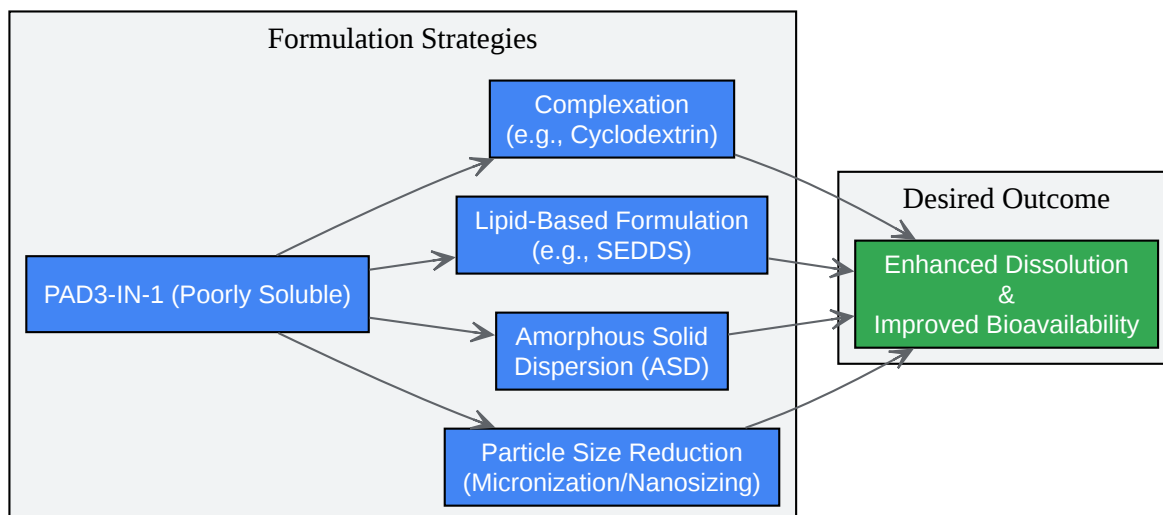 Formulation Strategies
Complexation
(e.g., Cyclodextrin)
Lipid-Based Formulation
(e.g., SEDDS)
PAD3-IN-1 (Poorly Soluble)
Amorphous Solid
Dispersion (ASD)
Particle Size Reduction
(Micronization/Nanosizing)
Desired Outcome
Enhanced Dissolution
&
Improved Bioavailability